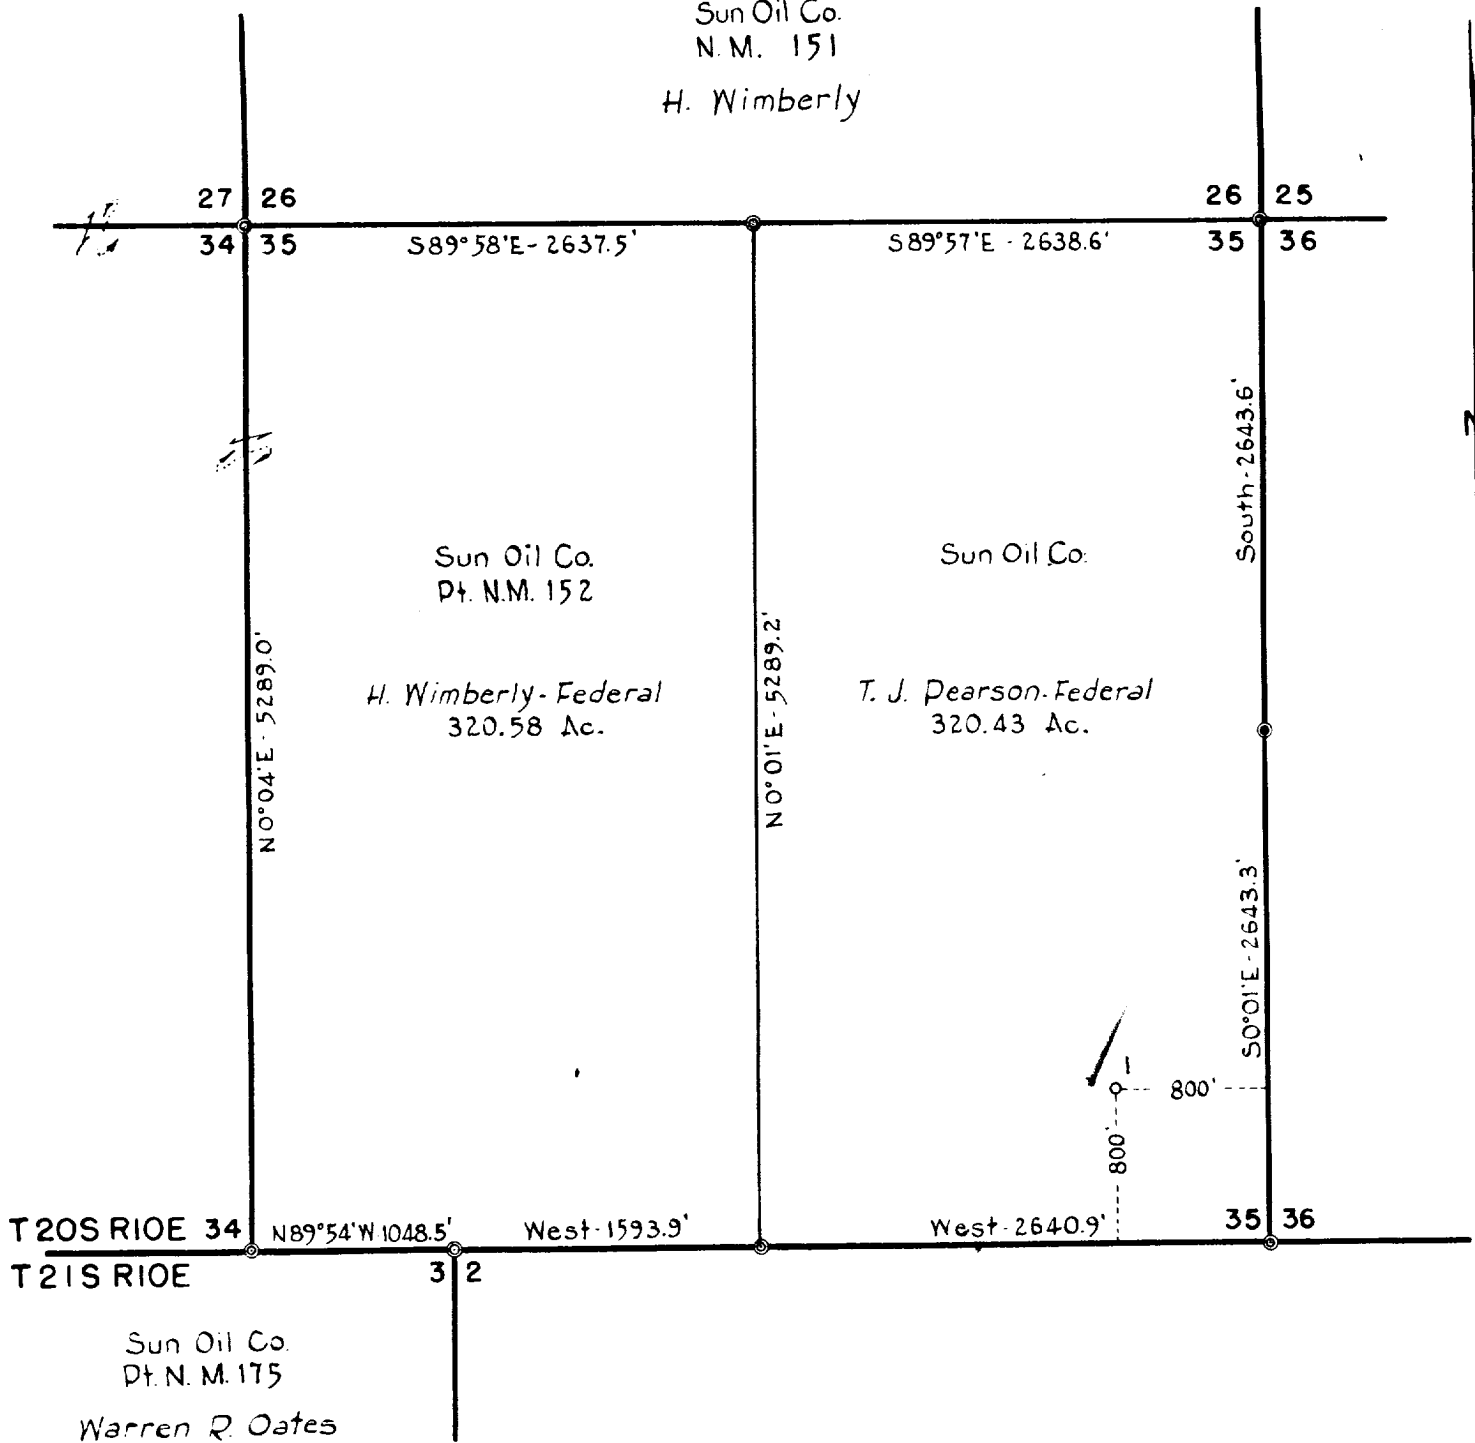 Sun Oil Co.
N.M. 151
H. Wimberly
27 26
26 25
34 35
S89°58'E - 2637.5'
S89°57'E - 2638.6'
35 36
South - 2643.6'
Sun Oil Co.
Pt. N.M. 152
Sun Oil Co.
N0°04'E - 5289.0'
H. Wimberly - Federal
320.58 Ac.
N0°01'E - 5289.2'
T. J. Pearson - Federal
320.43 Ac.
S0°01'E - 2643.3'
1
800'
800'
T20S R10E 34
N89°54'W 1048.5'
West - 1593.9'
West - 2640.9'
35 36
T21S R10E
3 2
Sun Oil Co.
Pt. N.M. 175
Warren R. Oates